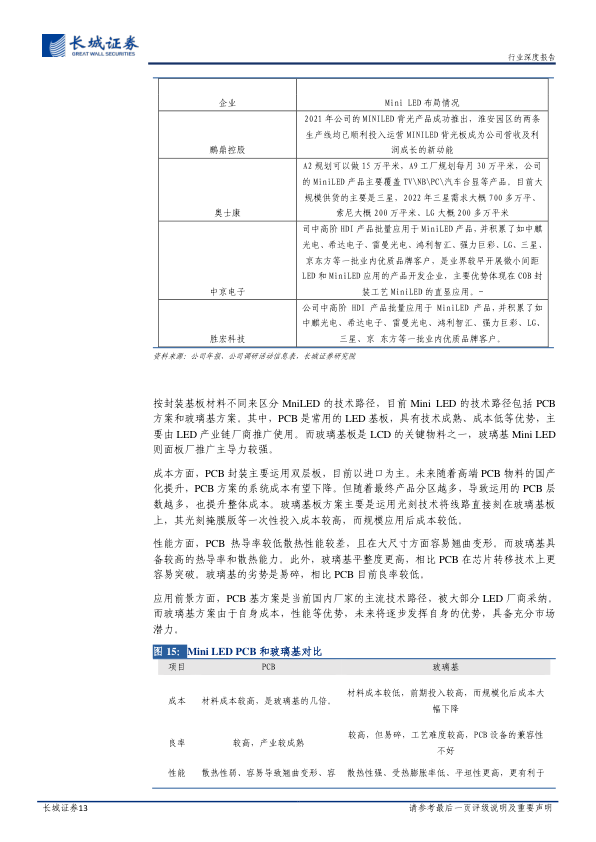 长城证券
GREAT WALL SECURITIES
行业深度报告
企业 Mini LED 布局情况
2021 年公司的 MINILED 背光产品成功推出，淮安园区的两条
生产线均已顺利投入运营 MINILED 背光板成为公司营收及利
鹏鼎控股 润成长的新动能
A2 规划可以做 15 万平米，A9 工厂规划每月 30 万平米，公司
的 MiniLED 产品主要覆盖 TV\NB\PC\汽车台显等产品。目前大
规模供货的主要是三星，2022 年三星需求大概 700 多万平、
奥士康 索尼大概 200 万平米、LG 大概 200 多万平米
司中高阶 HDI 产品批量应用于 MiniLED 产品，并积累了如中麒
光电、希达电子、雷曼光电、鸿利智汇、强力巨彩、LG、三星、
京东方等一批业内优质品牌客户，是业界较早开展微小间距
LED 和 MiniLED 应用的产品开发企业，主要优势体现在 COB 封
中京电子 装工艺 MiniLED 的直显应用。-
公司中高阶 HDI 产品批量应用于 MiniLED 产品，并积累了如
中麒光电、希达电子、雷曼光电、鸿利智汇、强力巨彩、LG、
胜宏科技 三星、京 东方等一批业内优质品牌客户。
资料来源：公司年报，公司调研活动信息表，长城证券研究院
按封装基板材料不同来区分 MniLED 的技术路径，目前 Mini LED 的技术路径包括 PCB
方案和玻璃基方案。其中，PCB 是常用的 LED 基板，具有技术成熟、成本低等优势，主
要由 LED 产业链厂商推广使用。而玻璃基板是 LCD 的关键物料之一，玻璃基 Mini LED
则面板厂推广主导力较强。
成本方面，PCB 封装主要运用双层板，目前以进口为主。未来随着高端 PCB 物料的国产
化提升，PCB 方案的系统成本有望下降。但随着最终产品分区越多，导致运用的 PCB 层
数越多，也提升整体成本。玻璃基板方案主要是运用光刻技术将线路直接刻在玻璃基板
上，其光刻掩膜版等一次性投入成本较高，而规模应用后成本较低。
性能方面，PCB 热导率较低散热性能较差，且在大尺寸方面容易翘曲变形。而玻璃基具
备较高的热导率和散热能力。此外，玻璃基平整度更高，相比 PCB 在芯片转移技术上更
容易突破。玻璃基的劣势是易碎，相比 PCB 目前良率较低。
应用前景方面，PCB 基方案是当前国内厂家的主流技术路径，被大部分 LED 厂商采纳。
而玻璃基方案由于自身成本，性能等优势，未来将逐步发挥自身的优势，具备充分市场
潜力。
图 15: Mini LED PCB 和玻璃基对比
项目 PCB 玻璃基
材料成本较低，前期投入较高，而规模化后成本大
成本 材料成本较高，是玻璃基的几倍。
幅下降
较高，但易碎，工艺难度较高，PCB 设备的兼容性
良率 较高，产业较成熟
不好
性能 散热性弱、容易导致翘曲变形、容 散热性强、受热膨胀率低、平坦性更高，更有利于
长城证券13 请参考最后一页评级说明及重要声明